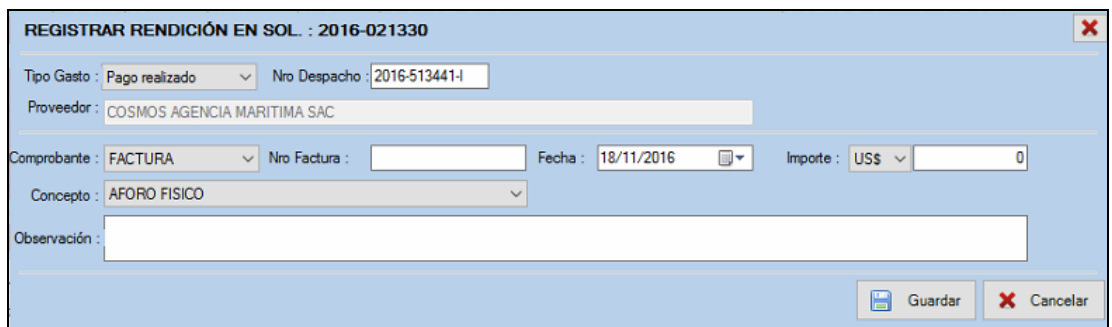 REGISTRAR RENDICIÓN EN SOL. : 2016-021330
Tipo Gasto : Pago realizado Nro Despacho : 2016-513441-I
Proveedor : COSMOS AGENCIA MARITIMA SAC
Comprobante : FACTURA Nro Factura : Fecha : 18/11/2016 Importe : US$ 0
Concepto : AFORO FISICO
Observación :
Guardar Cancelar